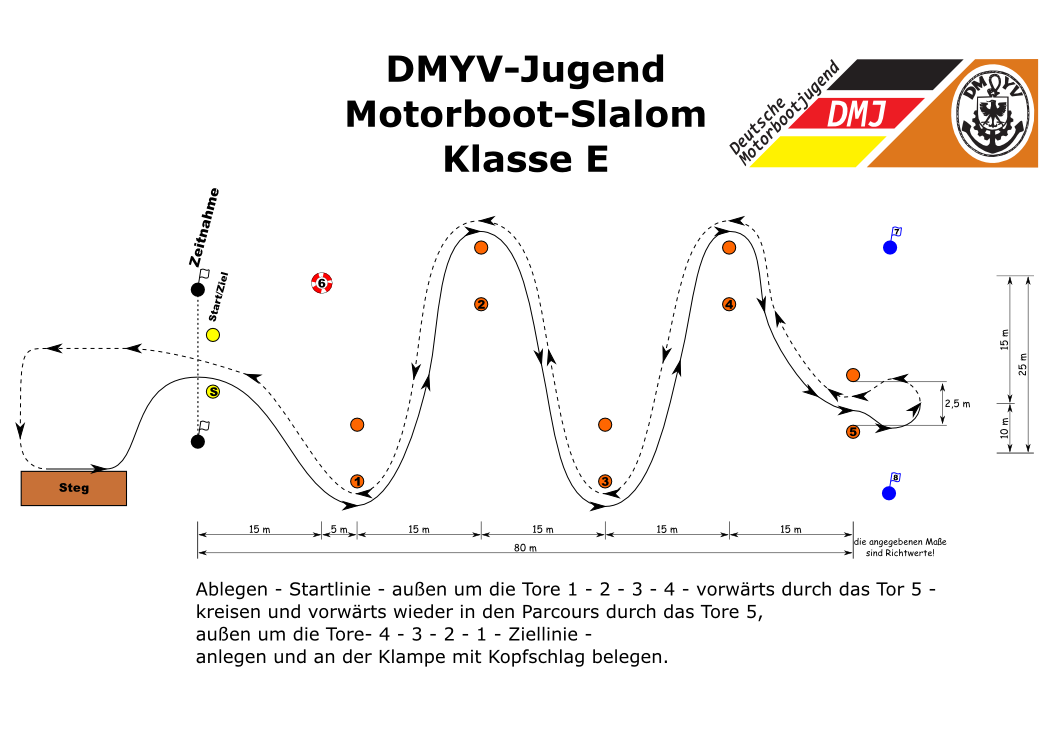 DMYV-Jugend
Motorboot-Slalom
Klasse E
Deutsche
Motorbootjugend
DMJ
DMYV
Zeitnahme
Start/Ziel
6
7
2
4
S
5
1
3
8
Steg
15 m
25 m
10 m
2,5 m
15 m
5 m
15 m
15 m
15 m
15 m
80 m
die angegebenen Maße
sind Richtwerte!
Ablegen - Startlinie - außen um die Tore 1 - 2 - 3 - 4 - vorwärts durch das Tor 5 -
kreisen und vorwärts wieder in den Parcours durch das Tore 5,
außen um die Tore- 4 - 3 - 2 - 1 - Ziellinie -
anlegen und an der Klampe mit Kopfschlag belegen.